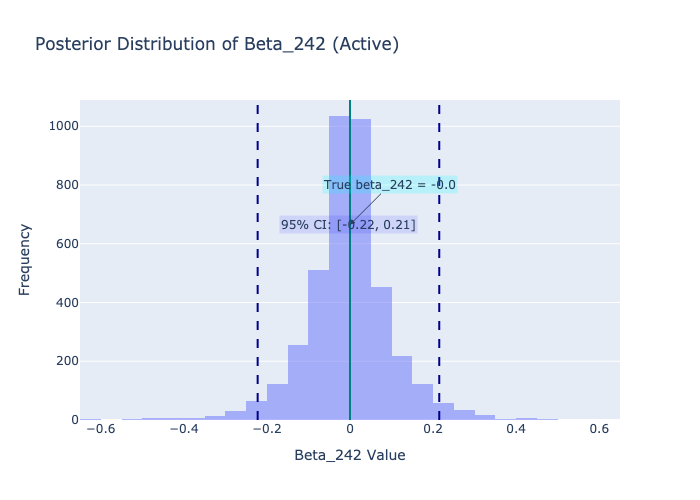 Posterior Distribution of Beta_242 (Active)
Frequency
1000
800
600
400
200
0
True beta_242 = -0.0
95% CI: [-0.22, 0.21]
−0.6
−0.4
−0.2
0
0.2
0.4
0.6
Beta_242 Value